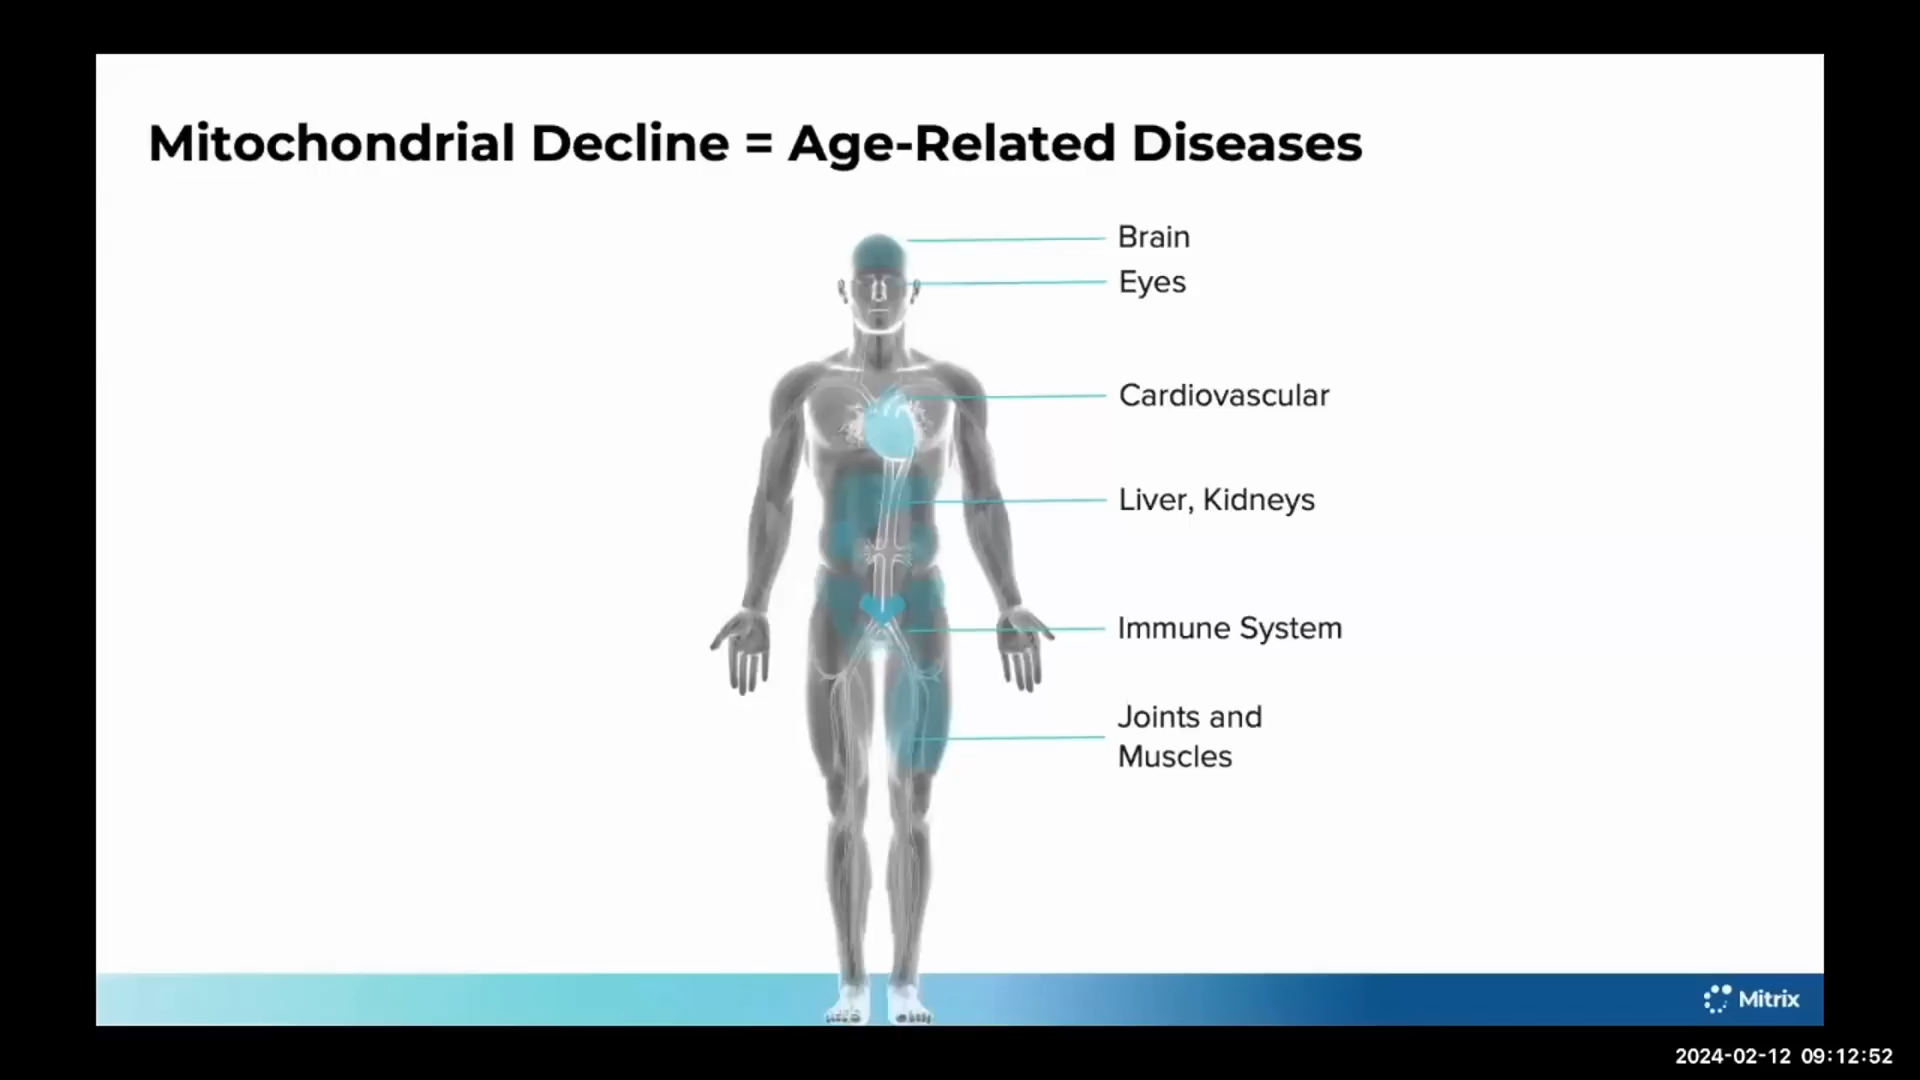 Mitochondrial Decline = Age-Related Diseases
Brain
Eyes
Cardiovascular
Liver, Kidneys
Immune System
Joints and
Muscles
Mitrix
2024-02-12 09:12:52